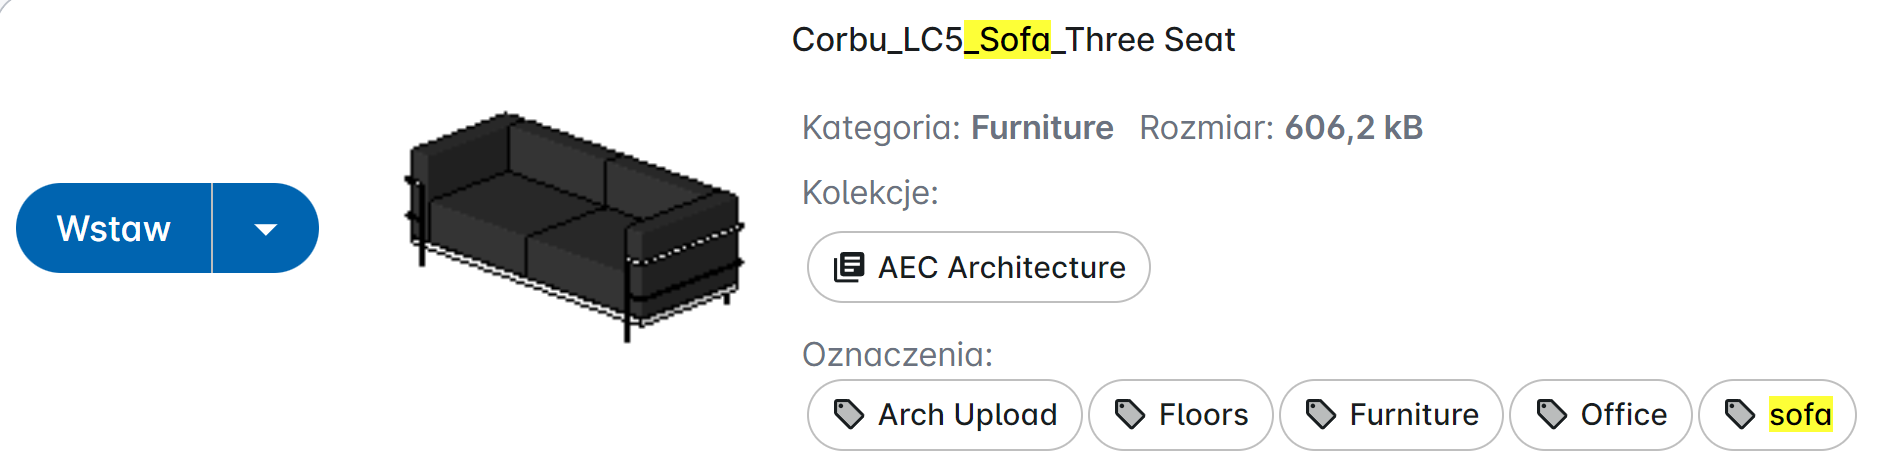 Corbu_LC5_Sofa_Three Seat
Kategoria: Furniture Rozmiar: 606,2 kB
Kolekcje:
Wstaw
AEC Architecture
Oznaczenia:
Arch Upload Floors Furniture Office sofa